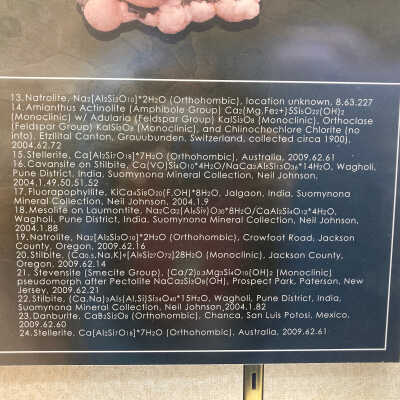 13.Natrolite, Na2[Al2Si3O10]*2H2O (Orthohombic), location unknown, 8.63.227
14. Amianthus Actinolite (Amphibole Group) Ca2(Mg,Fe2+)5Si8O22(OH)2
(Monoclinic) w/ Adularia (Feldspar Group) KalSi3O8 (Monoclinic), Orthoclase
(Feldspar Group) KalSi3O8 (Monoclinic), and Chlinochlore Chlorite (no
info), Etzlital Canton, Grauubunden, Switzerland, collected circa 1900),
2004.62.72
15.Stellerite, Ca[Al2Si7O18]*7H2O (Orthohombic), Australia, 2009.62.61
16.Cavansite on Stilbite, Ca(VO)Si4O10*4H2O/NaCa2Al5Si13O36*14H2O, Wagholi,
Pune District, India, Suomynona Mineral Collection, Neil Johnson,
2004.1.49,50,51,52
17.Fluorapophyllite, KiCa4Si8O20(F,OH)*8H2O, Jalgaon, India, Suomynona
Mineral Collection, Neil Johnson, 2004.1.9
18.Mesolite on Laumontite, Na2Ca2(Al6Si9)O30*8H2O/CaAl2Si4O12*4H2O,
Wagholi, Pune District, India, Suomynona Mineral Collection, Neil Johnson,
2004.1.88
19.Natrolite, Na2[Al2Si3O10]*2H2O (Orthohombic), Crowfoot Road, Jackson
County, Oregon, 2009.62.16
20.Stilbite, (Ca0.5,Na,K)9[Al9Si27O72]28H2O (Monoclinic), Jackson County,
Oregon, 2009.62.14
21. Stevensite (Smecite Group), (Ca/2)0.3Mg3Si4O10(OH)2 (Monoclinic)
pseudomorph after Pectolite NaCa2Si3O8(OH), Prospect Park, Paterson, New
Jersey, 2009.62.21
22.Stilbite, (Ca,Na)3Al5(Al,Si)Si14O40*15H2O, Wagholi, Pune District, India,
Suomynona Mineral Collection, Neil Johnson,2004.1.82
23.Danburite, CaB2Si2O8 (Orthohombic), Chanca, San Luis Potosi, Mexico,
2009.62.60
24.Stellerite, Ca[Al2Si7O18]*7H2O (Orthohombic), Australia, 2009.62.61